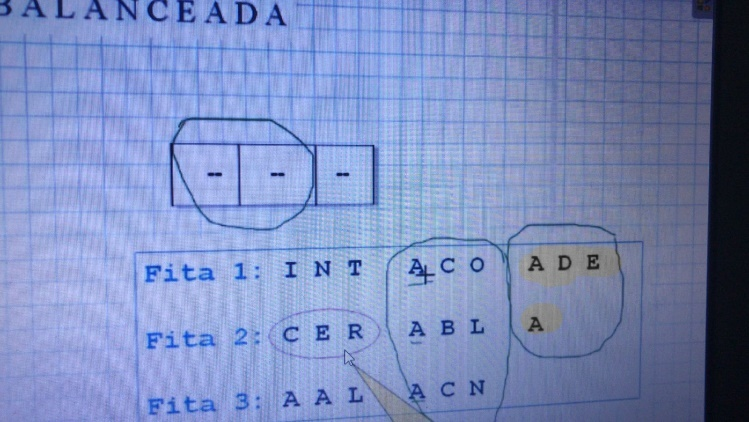 BALANCEADA
-- -- --
Fita 1: I N T A C O A D E
Fita 2: C E R A B L A
Fita 3: A A L A C N